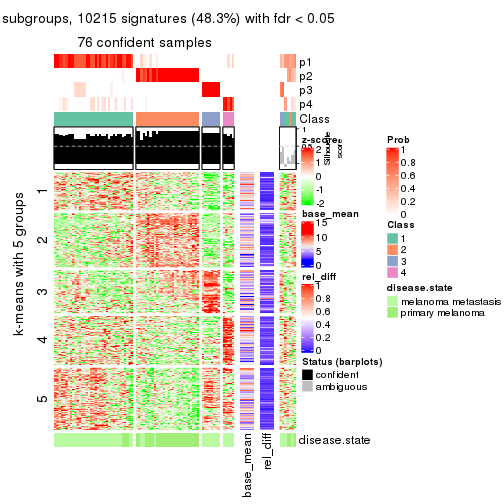 subgroups, 10215 signatures (48.3%) with fdr < 0.05
76 confident samples
p1
p2
p3
p4
Class
1
Silhouette
score
z-score
2
1
0
-1
-2
base_mean
15
10
5
0
rel_diff
1
0.8
0.6
0.4
0.2
0
Status (barplots)
confident
ambiguous
Prob
1
0.8
0.6
0.4
0.2
0
Class
1
2
3
4
disease.state
melanoma metastasis
primary melanoma
k-means with 5 groups
1
2
3
4
5
disease.state
base_mean
rel_diff